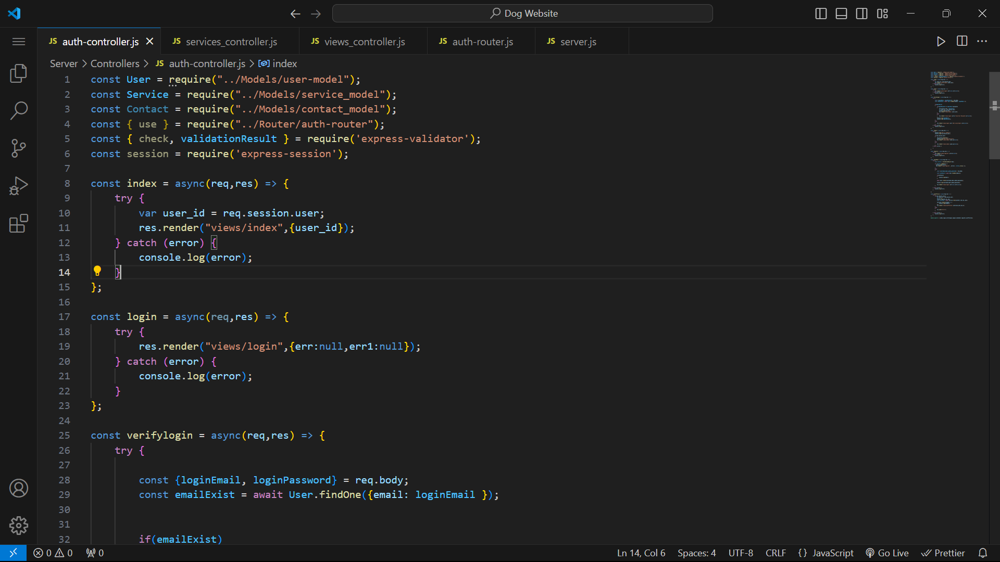 Dog Website
JS auth-controller.js
JS services_controller.js
JS views_controller.js
JS auth-router.js
JS server.js
Server > Controllers > JS auth-controller.js > index
1 const User = require("../Models/user-model");
2 const Service = require("../Models/service_model");
3 const Contact = require("../Models/contact_model");
4 const { use } = require("../Router/auth-router");
5 const { check, validationResult } = require('express-validator');
6 const session = require('express-session');
7
8 const index = async(req,res) => {
9     try {
10         var user_id = req.session.user;
11         res.render("views/index",{user_id});
12     } catch (error) {
13         console.log(error);
14     }
15 };
16
17 const login = async(req,res) => {
18     try {
19         res.render("views/login",{err:null,err1:null});
20     } catch (error) {
21         console.log(error);
22     }
23 };
24
25 const verifylogin = async(req,res) => {
26     try {
27
28         const {loginEmail, loginPassword} = req.body;
29         const emailExist = await User.findOne({email: loginEmail });
30
31
32         if(emailExist)
0 0 0 Ln 14, Col 6 Spaces: 4 UTF-8 CRLF {} JavaScript Go Live Prettier